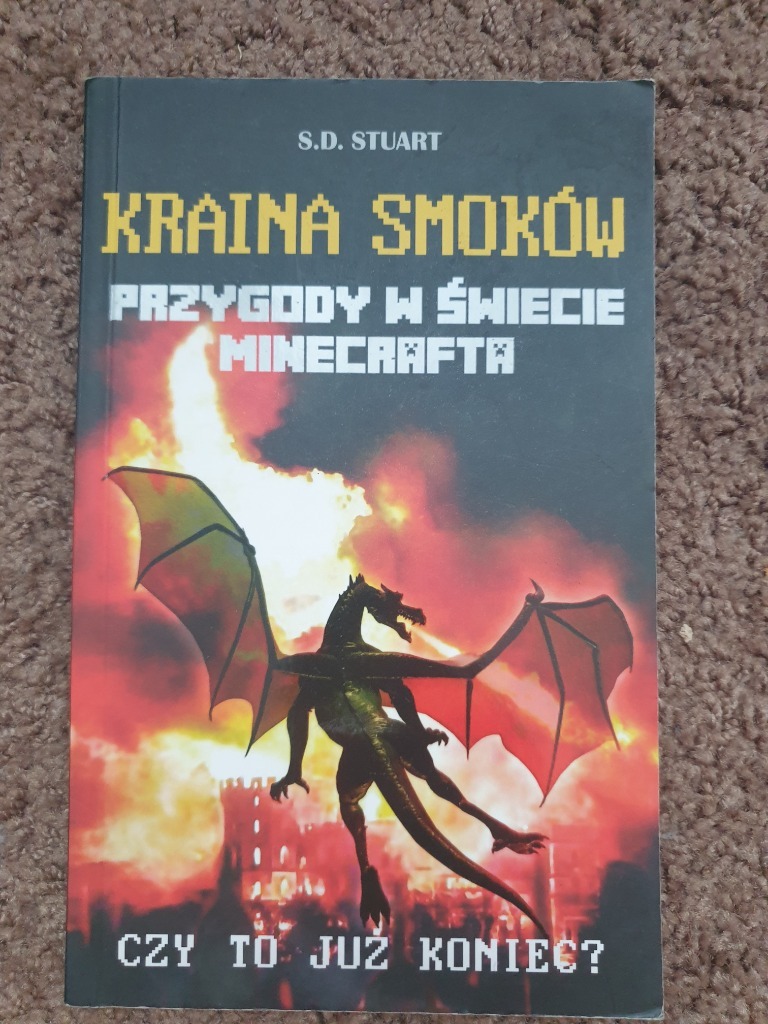 S.D. STUART
KRAINA SMOKÓW
PRZYGODY W ŚWIECIE
MINECRAFTA
CZY TO JUŻ KONIEC?